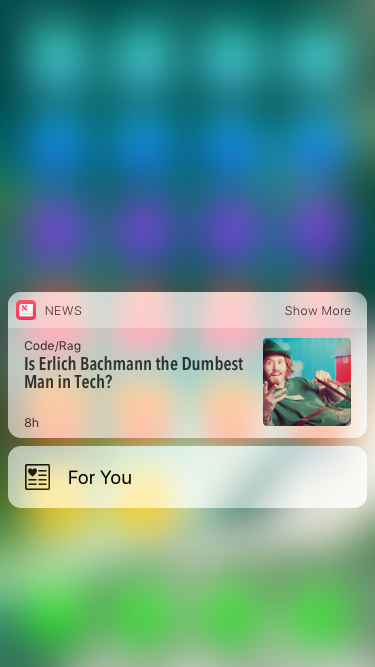 NEWS
Show More
Code/Rag
Is Erlich Bachmann the Dumbest
Man in Tech?
8h
For You